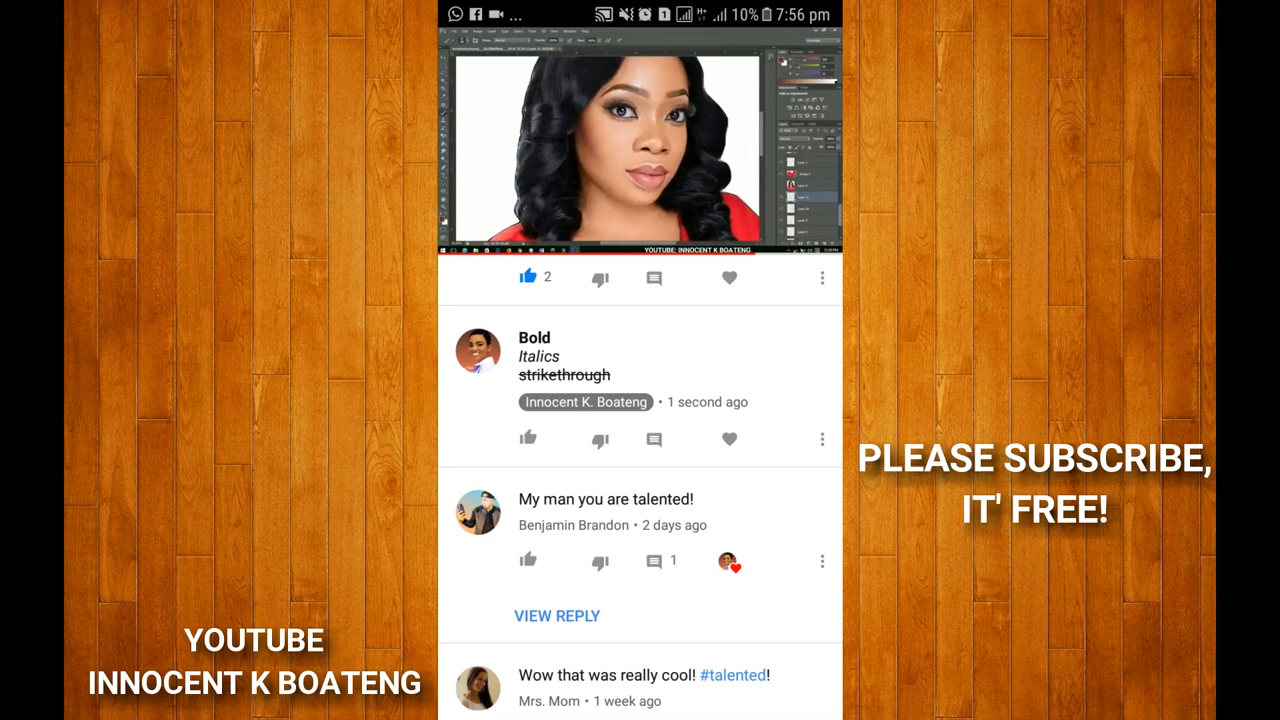 ... 1 H+ 10% 7:56 pm
YOUTUBE: INNOCENT K BOATENG
2
Bold
Italics
strikethrough
Innocent K. Boateng • 1 second ago
My man you are talented!
Benjamin Brandon • 2 days ago
1
VIEW REPLY
Wow that was really cool! #talented!
Mrs. Mom • 1 week ago
PLEASE SUBSCRIBE,
IT' FREE!
YOUTUBE
INNOCENT K BOATENG